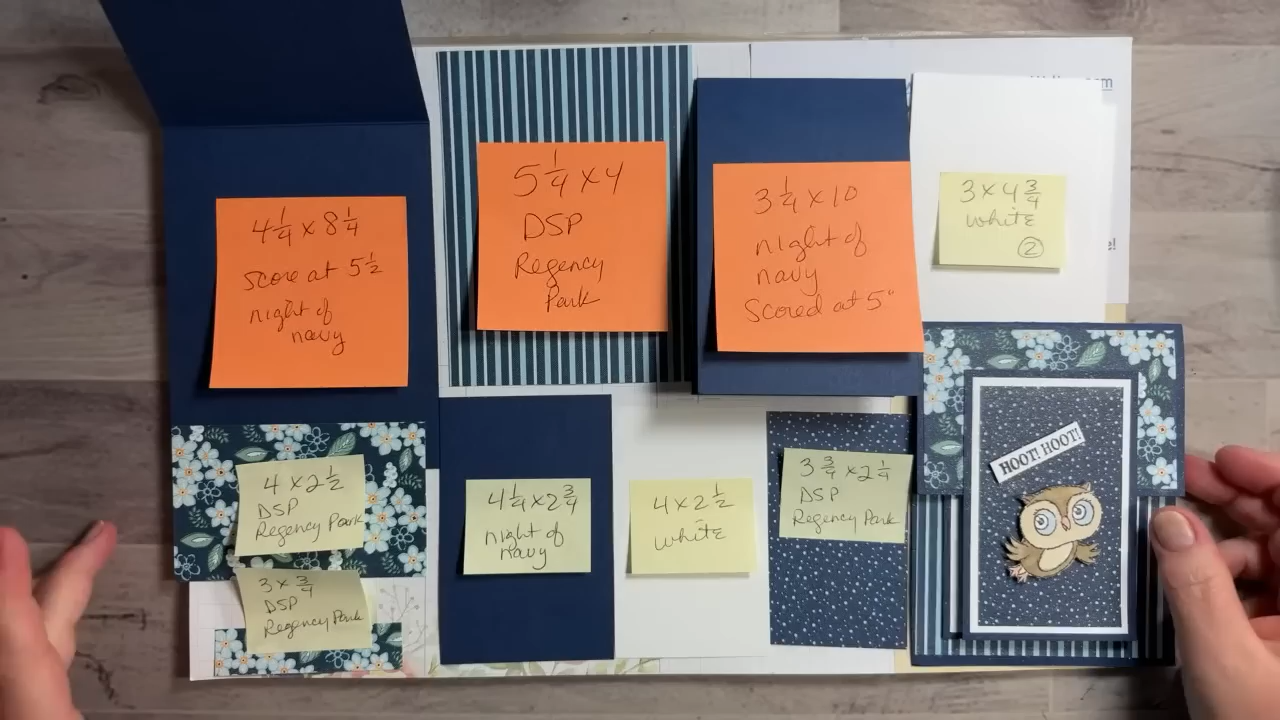 4 1/4 x 8 1/4
score at 5 1/2
night of
navy
5 1/4 x 4
DSP
Regency
Park
3 1/4 x 10
night of
navy
Scored at 5"
3 x 4 3/4
white
2
4 x 2 1/2
DSP
Regency Park
3 x 3/4
DSP
Regency Park
4 1/4 x 2 3/4
night of
navy
4 x 2 1/2
white
3 3/4 x 2 1/4
DSP
Regency Park
HOOT! HOOT!